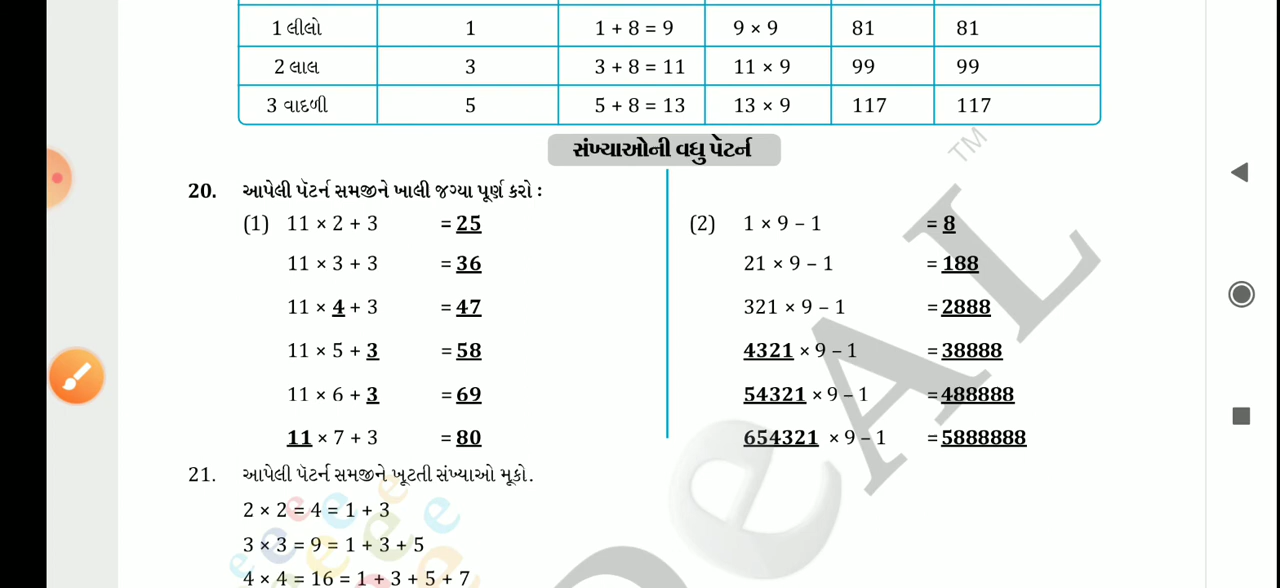 1 લીલો 1 1 + 8 = 9 9 × 9 81 81
2 લાલ 3 3 + 8 = 11 11 × 9 99 99
3 વાદળી 5 5 + 8 = 13 13 × 9 117 117
સંખ્યાઓની વધુ પેટર્ન
20. આપેલી પૅટર્ન સમજીને ખાલી જગ્યા પૂર્ણ કરો :
(1) 11 × 2 + 3 = 25
11 × 3 + 3 = 36
11 × 4 + 3 = 47
11 × 5 + 3 = 58
11 × 6 + 3 = 69
11 × 7 + 3 = 80
(2) 1 × 9 – 1 = 8
21 × 9 – 1 = 188
321 × 9 – 1 = 2888
4321 × 9 – 1 = 38888
54321 × 9 – 1 = 488888
654321 × 9 – 1 = 5888888
21. આપેલી પૅટર્ન સમજીને ખૂટતી સંખ્યાઓ મૂકો.
2 × 2 = 4 = 1 + 3
3 × 3 = 9 = 1 + 3 + 5
4 × 4 = 16 = 1 + 3 + 5 + 7
TM